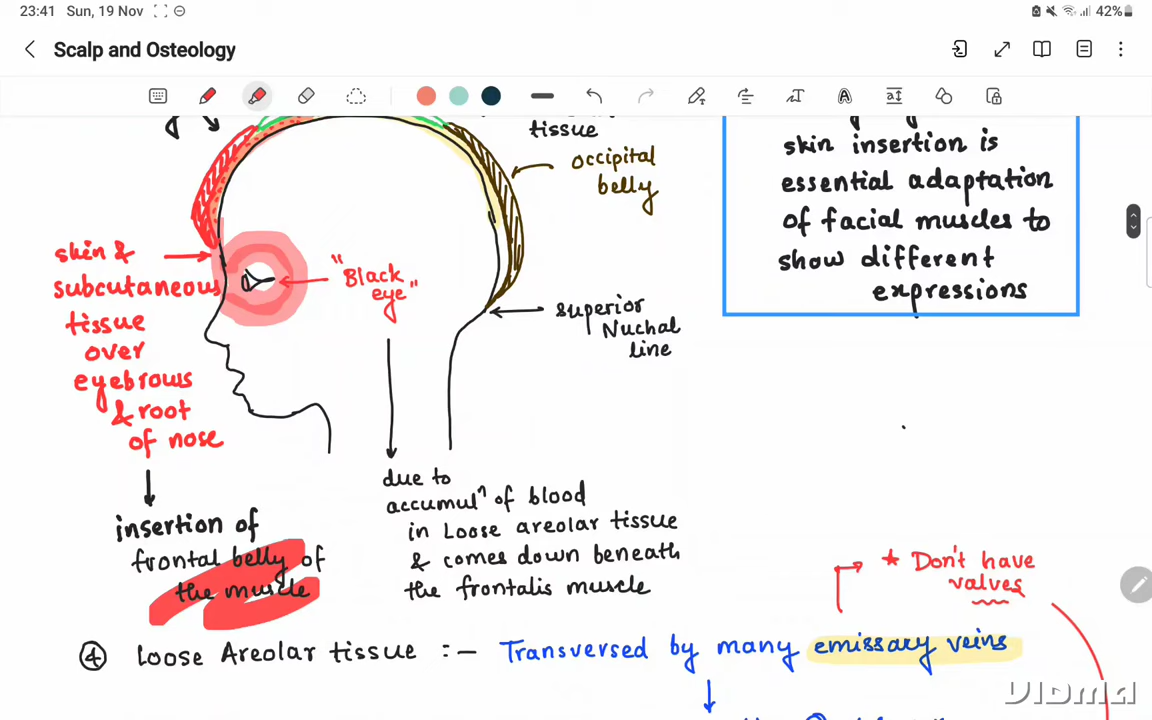 23:41 Sun, 19 Nov
42%
Scalp and Osteology
tissue
occipital
belly
skin insertion is
essential adaptation
of facial muscles to
show different
expressions
skin &
subcutaneous
tissue
over
eyebrows
& root
of nose
"Black
eye"
superior
Nuchal
line
insertion of
frontal belly of
the muscle
due to
accumulⁿ of blood
in Loose areolar tissue
& comes down beneath
the frontalis muscle
* Don't have
valves
④ Loose Areolar tissue :- Transversed by many emissary veins
VIDMA